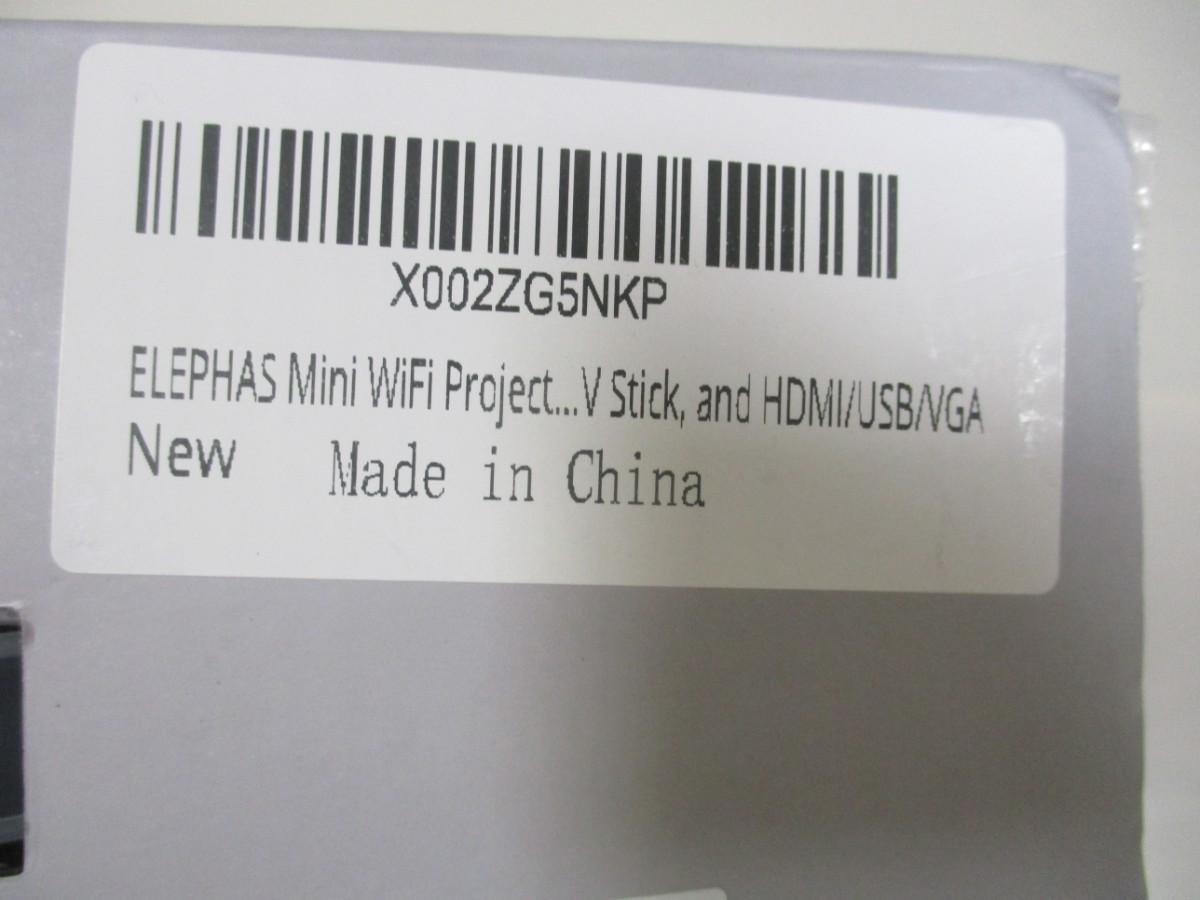 X002ZG5NKP
ELEPHAS Mini WiFi Project...V Stick, and HDMI/USB/VGA
New Made in China